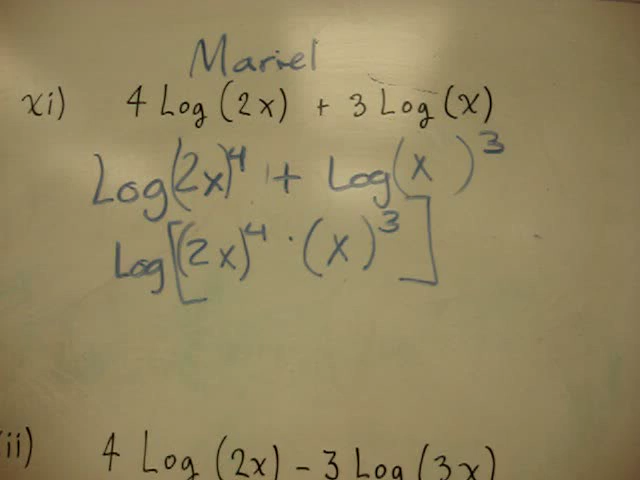 Mariel
xi) 4 Log (2x) + 3 Log (x)
Log(2x)^4 + Log(x )^3
Log[(2x)^4 · (x)^3]
ii) 4 Log (2x) - 3 Log (3x)